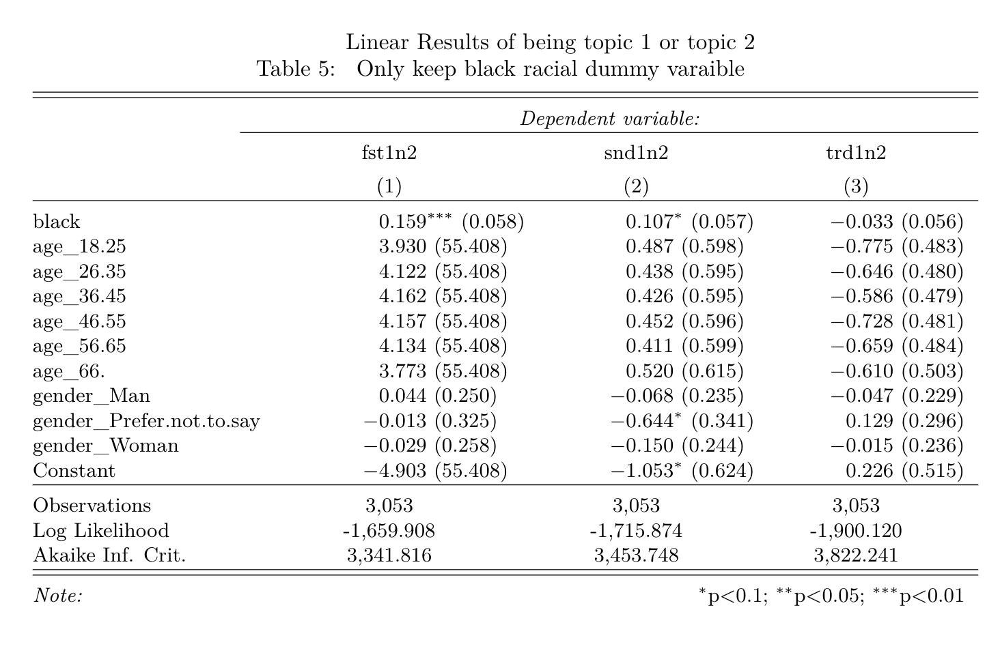 Linear Results of being topic 1 or topic 2
Table 5: Only keep black racial dummy varaible
Dependent variable:
fst1n2 snd1n2 trd1n2
(1) (2) (3)
black 0.159*** (0.058) 0.107* (0.057) −0.033 (0.056)
age_18.25 3.930 (55.408) 0.487 (0.598) −0.775 (0.483)
age_26.35 4.122 (55.408) 0.438 (0.595) −0.646 (0.480)
age_36.45 4.162 (55.408) 0.426 (0.595) −0.586 (0.479)
age_46.55 4.157 (55.408) 0.452 (0.596) −0.728 (0.481)
age_56.65 4.134 (55.408) 0.411 (0.599) −0.659 (0.484)
age_66. 3.773 (55.408) 0.520 (0.615) −0.610 (0.503)
gender_Man 0.044 (0.250) −0.068 (0.235) −0.047 (0.229)
gender_Prefer.not.to.say −0.013 (0.325) −0.644* (0.341) 0.129 (0.296)
gender_Woman −0.029 (0.258) −0.150 (0.244) −0.015 (0.236)
Constant −4.903 (55.408) −1.053* (0.624) 0.226 (0.515)
Observations 3,053 3,053 3,053
Log Likelihood -1,659.908 -1,715.874 -1,900.120
Akaike Inf. Crit. 3,341.816 3,453.748 3,822.241
Note: *p<0.1; **p<0.05; ***p<0.01